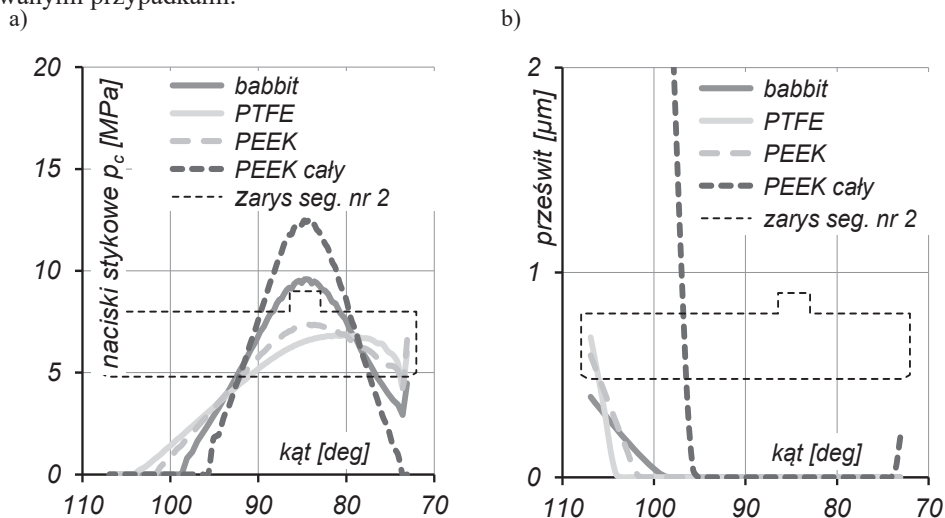 wanymi przypadkami.
a)
b)
20
15
10
5
0
110
100
90
80
70
naciski stykowe p_c [MPa]
kąt [deg]
babbit
PTFE
PEEK
PEEK cały
zarys seg. nr 2
2
1
0
110
100
90
80
70
prześwit [μm]
kąt [deg]
babbit
PTFE
PEEK
PEEK cały
zarys seg. nr 2